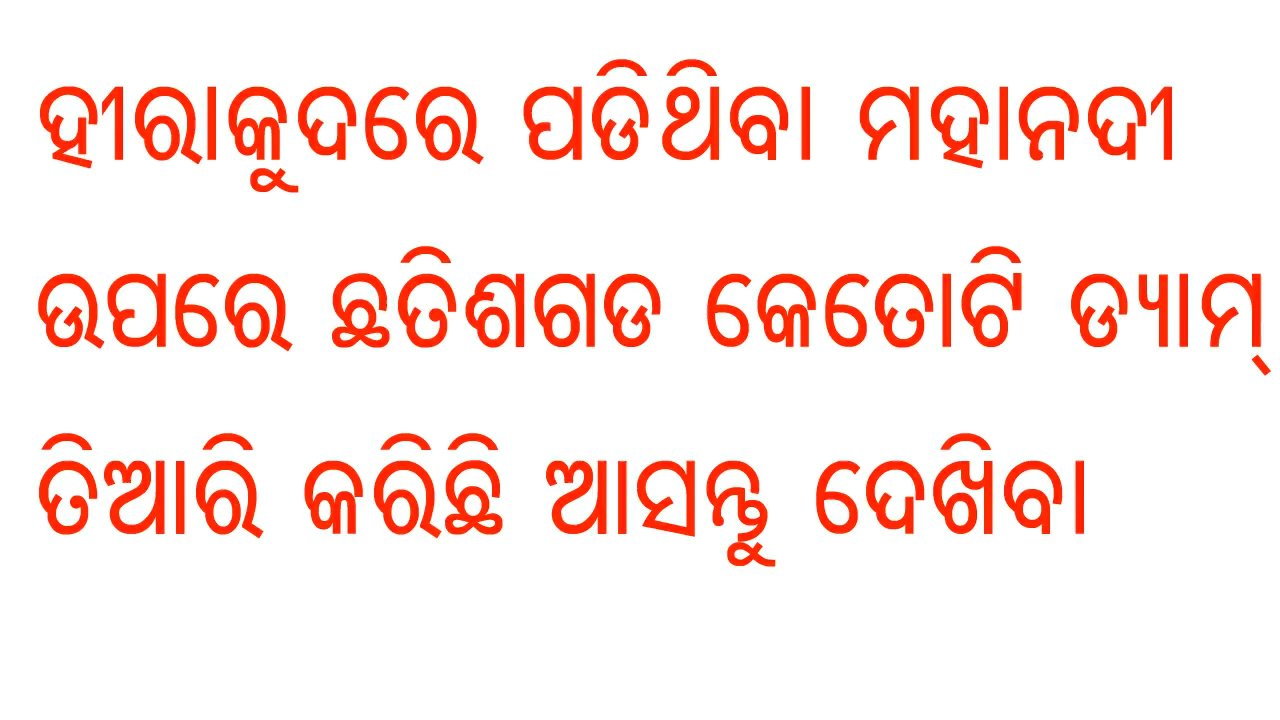 ହୀରାକୁଦରେ ପଡିଥିବା ମହାନଦୀ
ଉପରେ ଛତିଶଗଡ କେତୋଟି ଡ୍ୟାମ୍
ତିଆରି କରିଛି ଆସନ୍ତୁ ଦେଖିବା